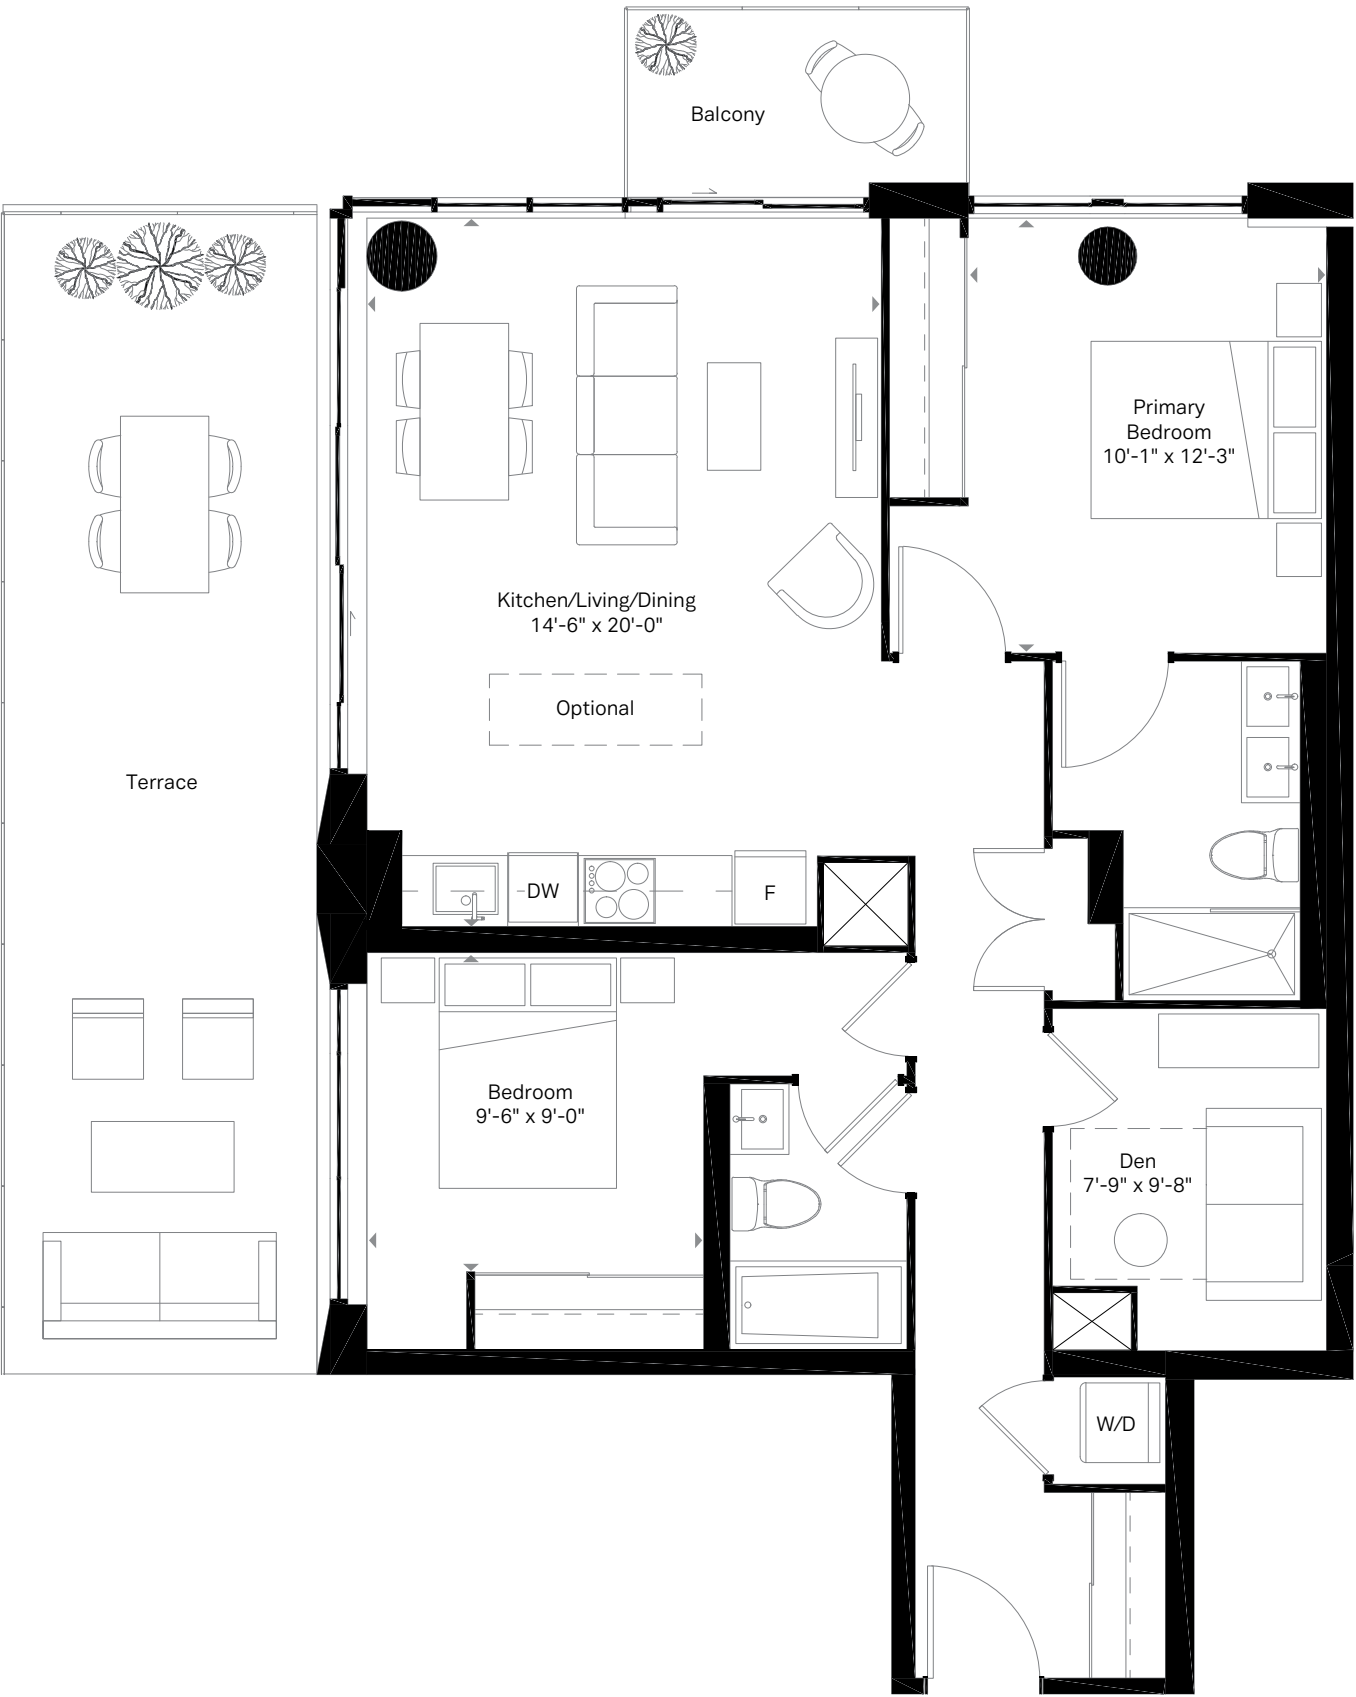 Balcony
Primary
Bedroom
10'-1" x 12'-3"
Kitchen/Living/Dining
14'-6" x 20'-0"
Optional
Terrace
DW
F
Bedroom
9'-6" x 9'-0"
Den
7'-9" x 9'-8"
W/D